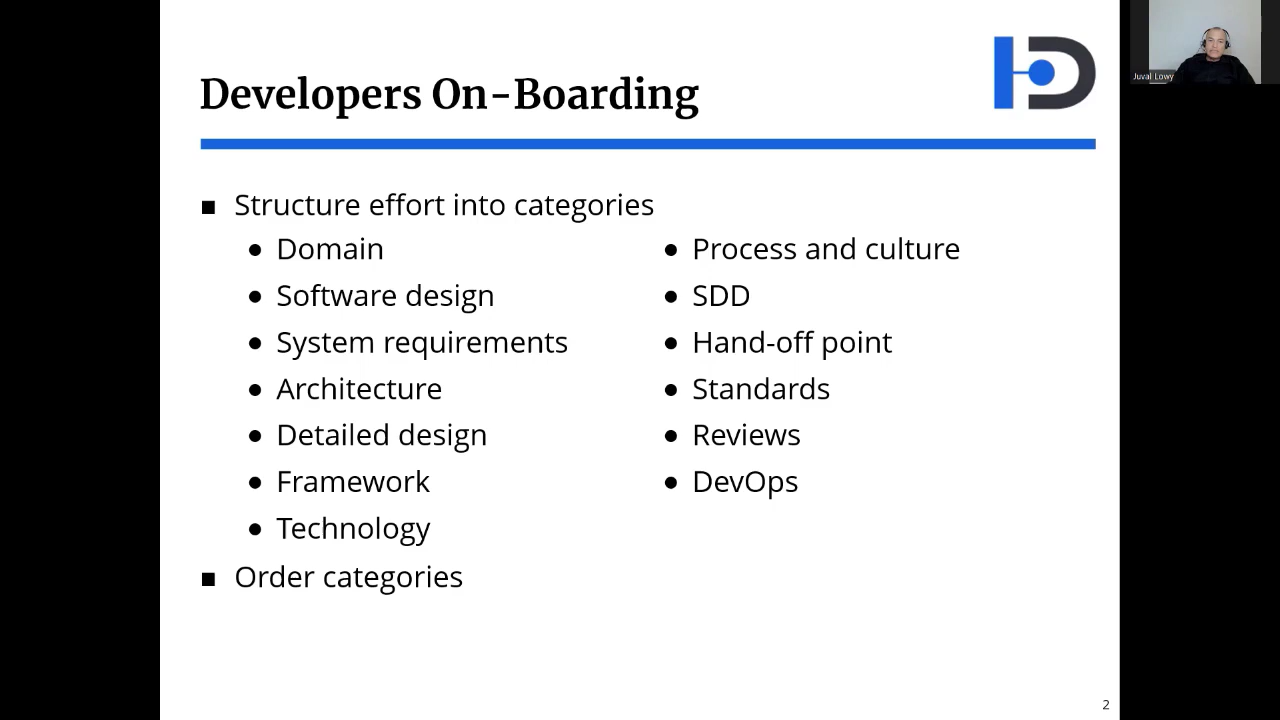 Developers On-Boarding
■ Structure effort into categories
● Domain
● Software design
● System requirements
● Architecture
● Detailed design
● Framework
● Technology
● Process and culture
● SDD
● Hand-off point
● Standards
● Reviews
● DevOps
■ Order categories
2
Juval Lowy